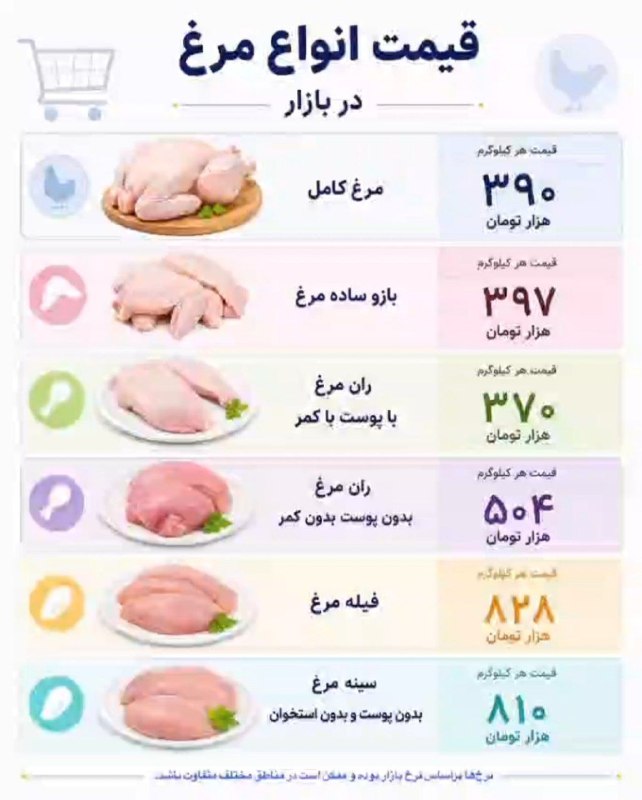 قیمت انواع مرغ
در بازار
مرغ کامل
قیمت هر کیلوگرم
۳۹۰
هزار تومان
بازو ساده مرغ
قیمت هر کیلوگرم
۳۹۷
هزار تومان
ران مرغ
با پوست با کمر
قیمت هر کیلوگرم
۳۷۰
هزار تومان
ران مرغ
بدون پوست بدون کمر
قیمت هر کیلوگرم
۵۰۴
هزار تومان
فیله مرغ
قیمت هر کیلوگرم
۸۲۸
هزار تومان
سینه مرغ
بدون پوست و بدون استخوان
قیمت هر کیلوگرم
۸۱۰
هزار تومان
نرخ‌ها براساس نرخ بازار بوده و ممکن است در مناطق مختلف متفاوت باشد.